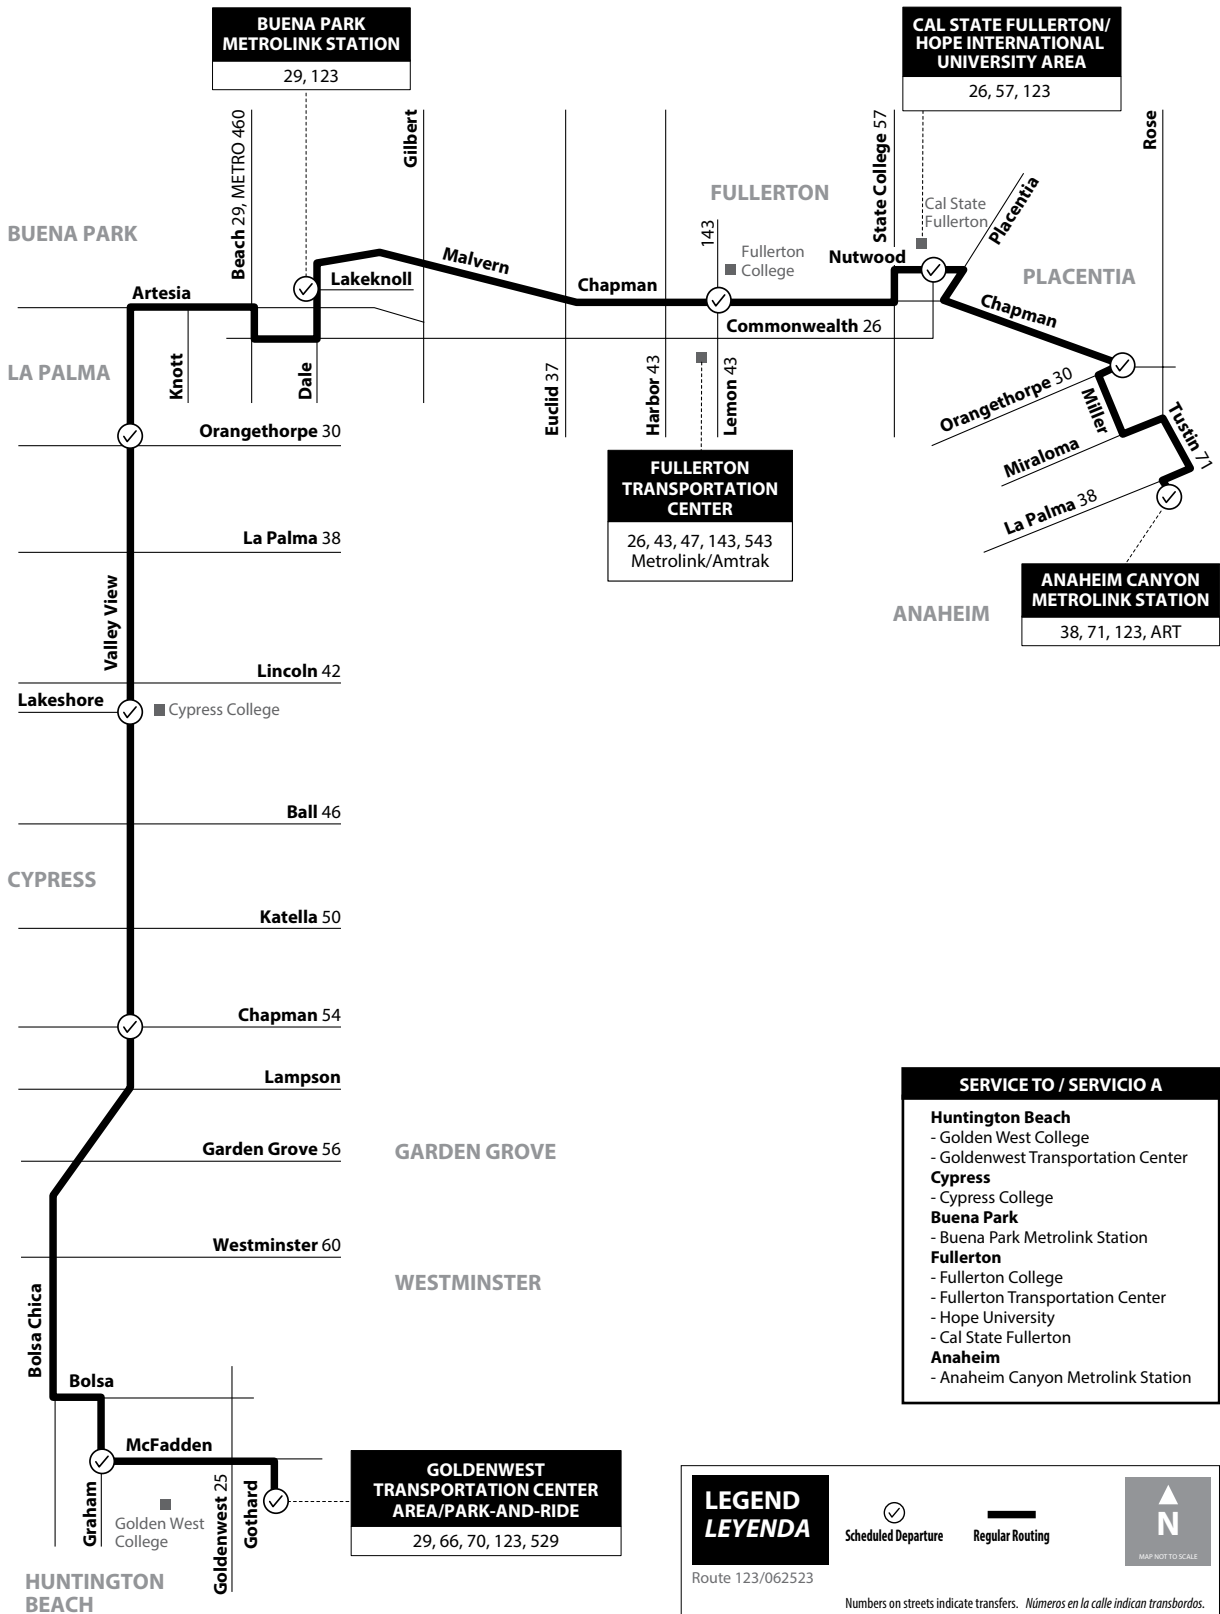 BUENA PARK
METROLINK STATION
29, 123
CAL STATE FULLERTON/
HOPE INTERNATIONAL
UNIVERSITY AREA
26, 57, 123
Beach 29, METRO 460
Gilbert
State College 57
Rose
FULLERTON
143
Cal State
Fullerton
Placentia
BUENA PARK
Fullerton
College
Nutwood
PLACENTIA
Malvern
Lakeknoll
Artesia
Chapman
Chapman
Commonwealth 26
LA PALMA
Knott
Dale
Euclid 37
Harbor 43
Lemon 43
Orangethorpe 30
Miller
Tustin 71
Orangethorpe 30
Miraloma
La Palma 38
FULLERTON
TRANSPORTATION
CENTER
26, 43, 47, 143, 543
Metrolink/Amtrak
La Palma 38
ANAHEIM CANYON
METROLINK STATION
38, 71, 123, ART
ANAHEIM
Valley View
Lincoln 42
Lakeshore
Cypress College
Ball 46
CYPRESS
Katella 50
Chapman 54
Lampson
Garden Grove 56
GARDEN GROVE
Westminster 60
WESTMINSTER
Bolsa Chica
Bolsa
SERVICE TO / SERVICIO A
Huntington Beach
- Golden West College
- Goldenwest Transportation Center
Cypress
- Cypress College
Buena Park
- Buena Park Metrolink Station
Fullerton
- Fullerton College
- Fullerton Transportation Center
- Hope University
- Cal State Fullerton
Anaheim
- Anaheim Canyon Metrolink Station
McFadden
Graham
Golden West
College
Goldenwest 25
Gothard
GOLDENWEST
TRANSPORTATION CENTER
AREA/PARK-AND-RIDE
29, 66, 70, 123, 529
HUNTINGTON
BEACH
LEGEND
LEYENDA
Scheduled Departure
Regular Routing
N
MAP NOT TO SCALE
Route 123/062523
Numbers on streets indicate transfers. Números en la calle indican transbordos.